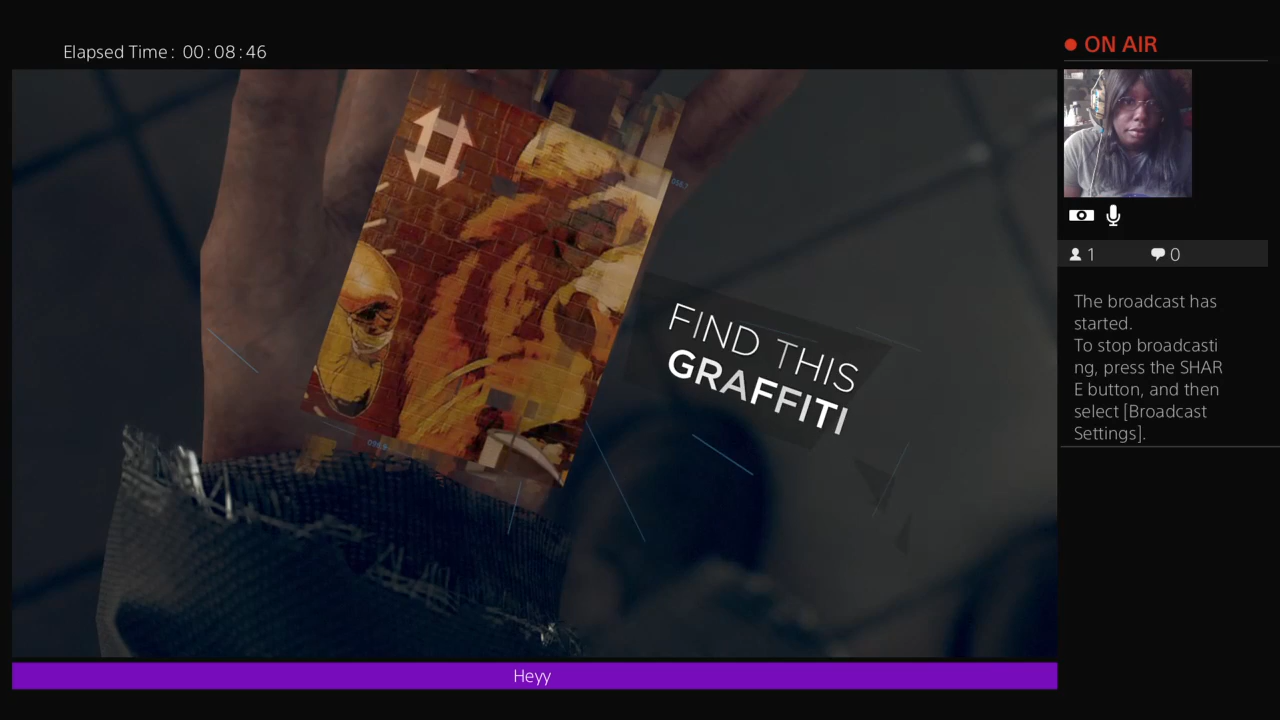 Elapsed Time: 00:08:46
ON AIR
1
0
The broadcast has
started.
To stop broadcasti
ng, press the SHAR
E button, and then
select [Broadcast
Settings].
FIND THIS
GRAFFITI
Heyy